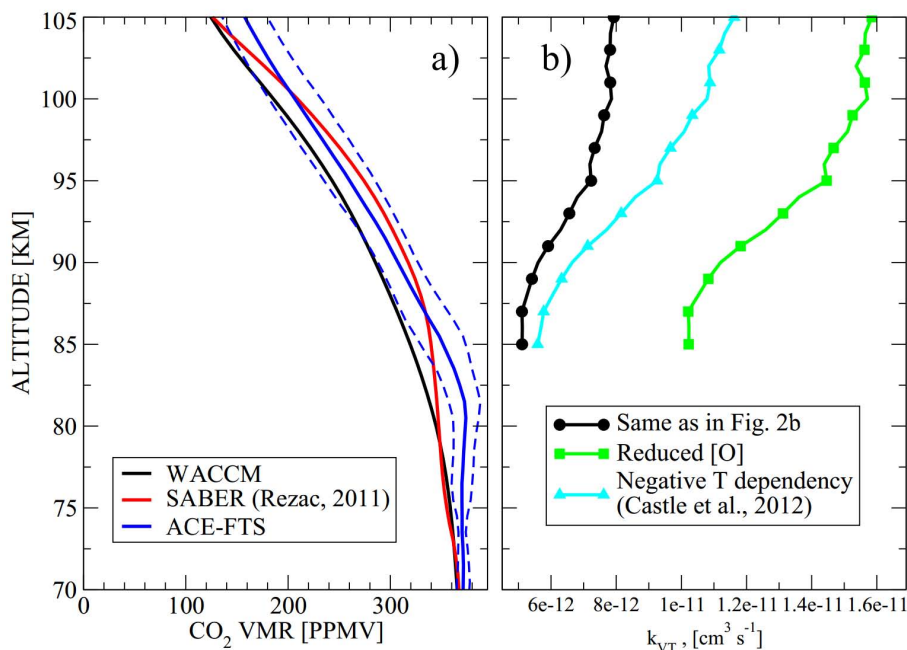 105
100
95
90
85
80
75
70
ALTITUDE [KM]
a)
WACCM
SABER (Rezac, 2011)
ACE-FTS
0
100
200
300
CO₂ VMR [PPMV]
b)
Same as in Fig. 2b
Reduced [O]
Negative T dependency
(Castle et al., 2012)
6e-12
8e-12
1e-11
1.2e-11
1.4e-11
1.6e-11
k_VT , [cm³ s⁻¹]